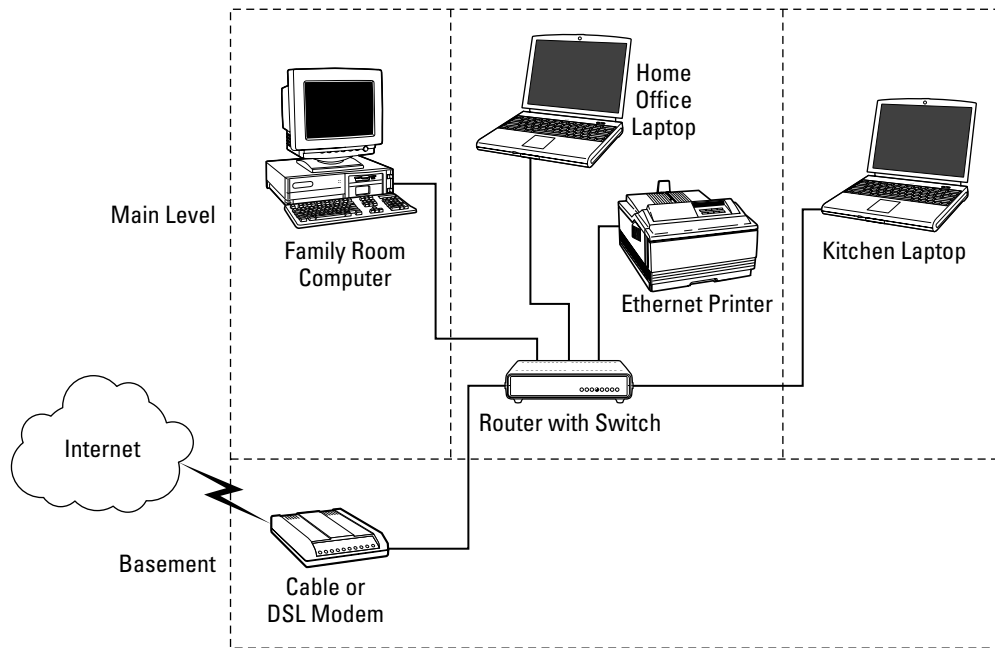 Home
Office
Laptop
Main Level
Family Room
Computer
Kitchen Laptop
Ethernet Printer
Router with Switch
Internet
Basement
Cable or
DSL Modem